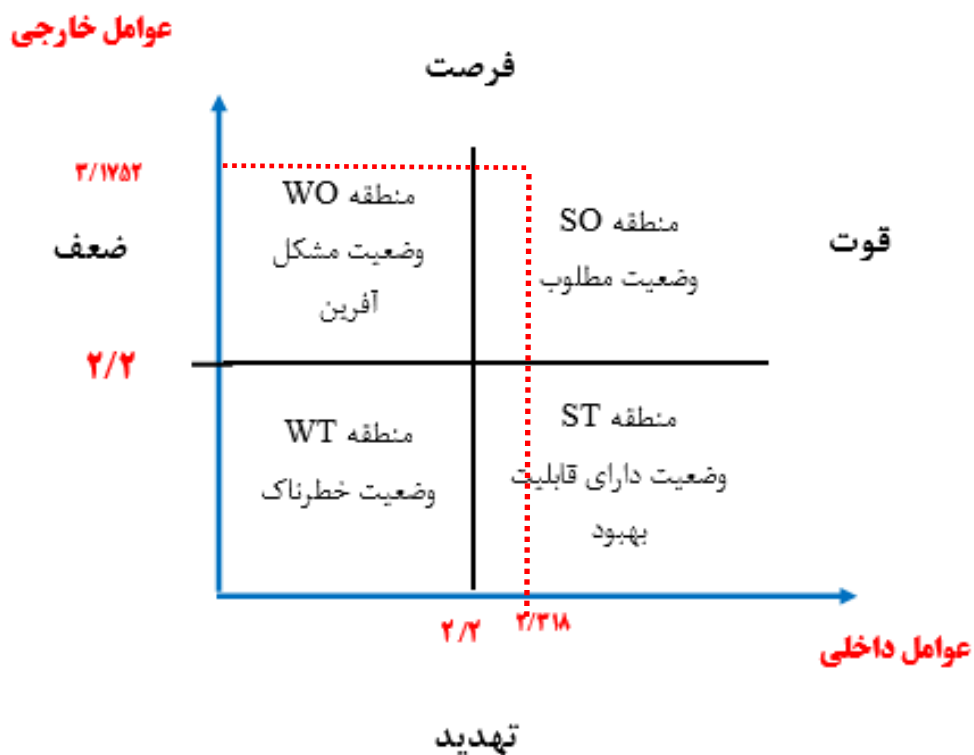 عوامل خارجی
فرصت
۳/۱۷۵۲
منطقه SO
وضعیت مطلوب
منطقه WO
وضعیت مشکل
آفرین
قوت
ضعف
۲/۲
منطقه ST
وضعیت دارای قابلیت
بهبود
منطقه WT
وضعیت خطرناک
۲/۲
۲/۳۱۸
عوامل داخلی
تهدید